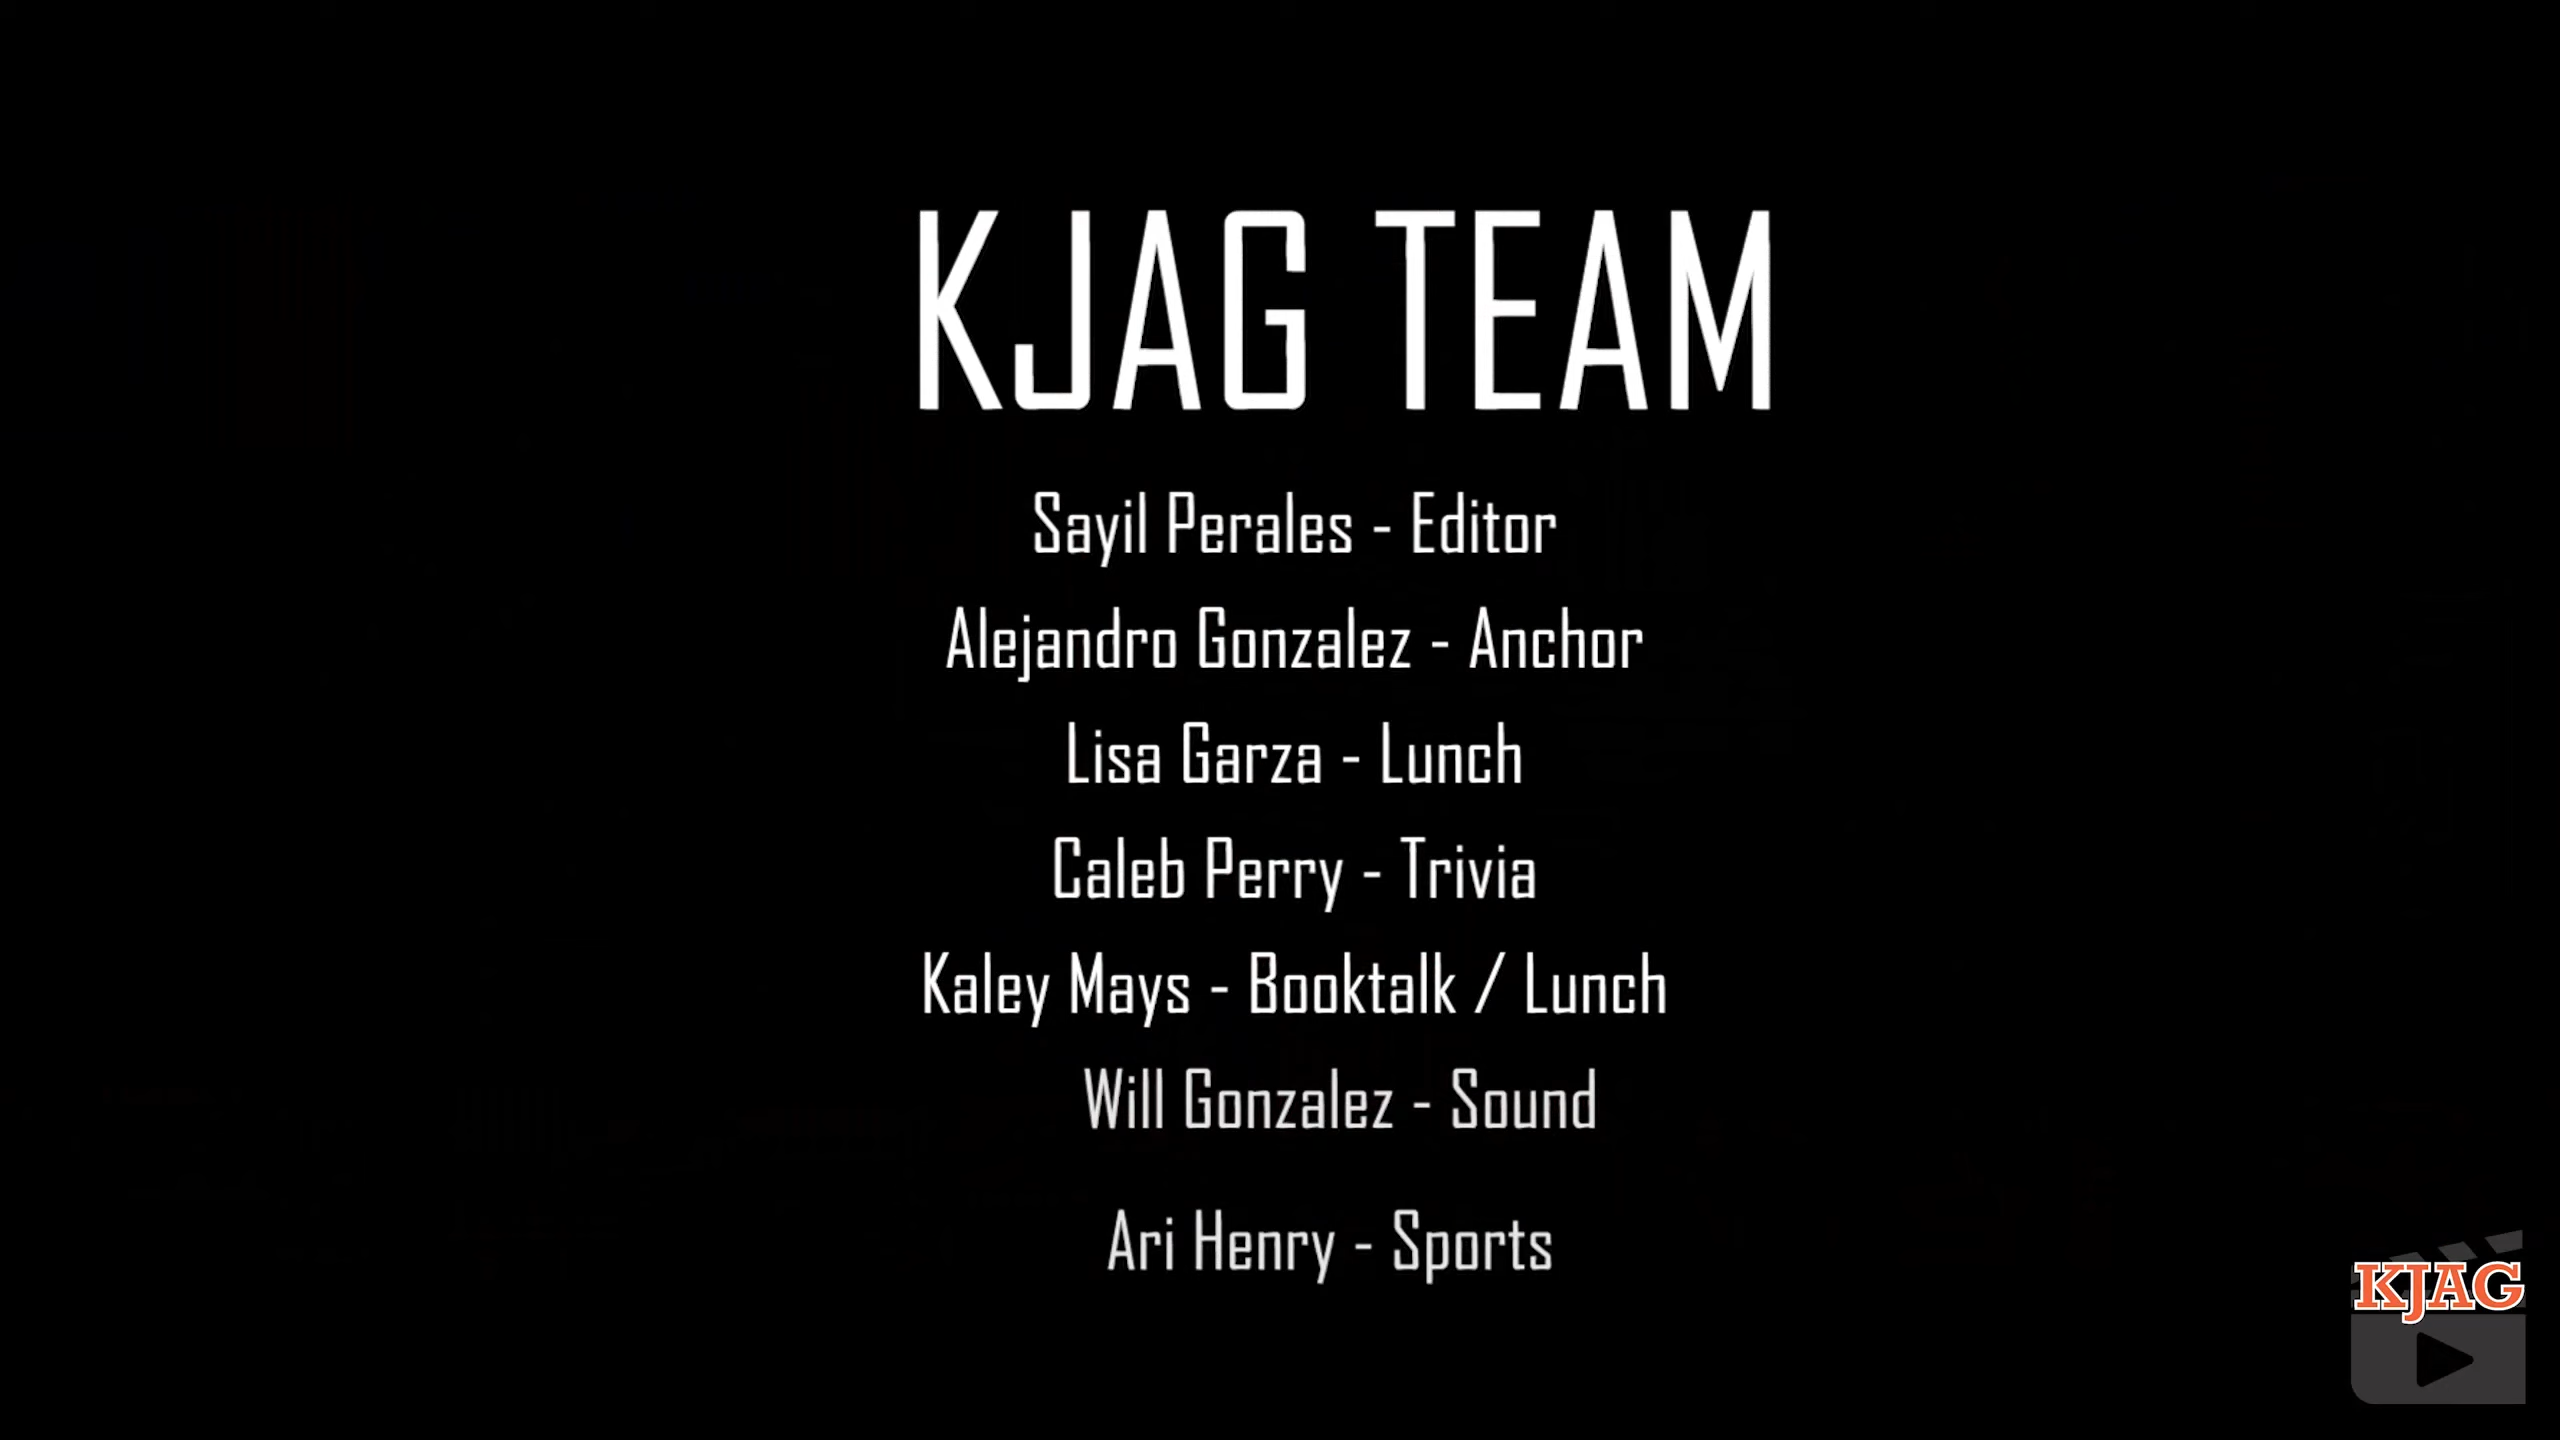 KJAG TEAM
Sayil Perales - Editor
Alejandro Gonzalez - Anchor
Lisa Garza - Lunch
Caleb Perry - Trivia
Kaley Mays - Booktalk / Lunch
Will Gonzalez - Sound
Ari Henry - Sports
KJAG